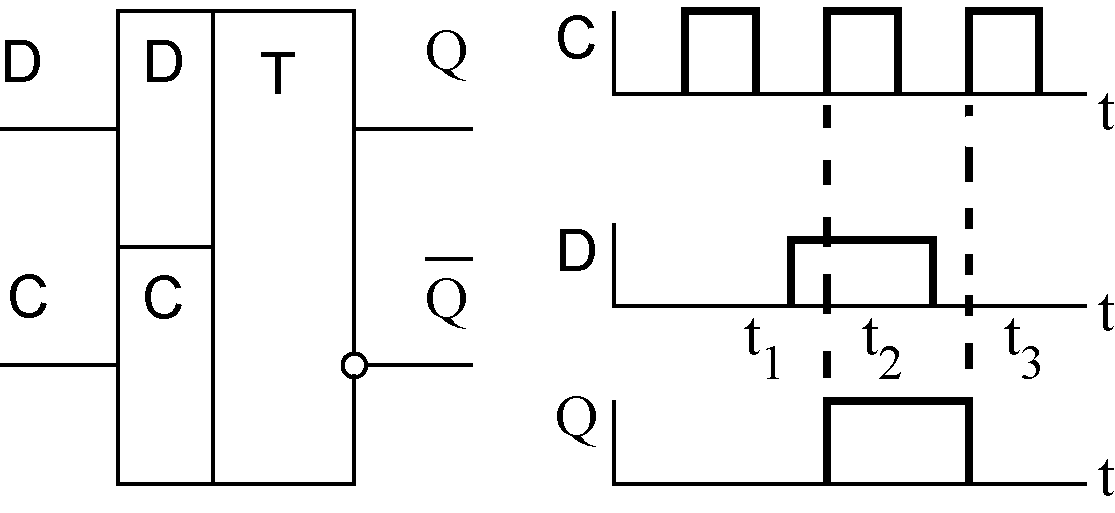 D D T Q
C C Q̅
C t
D t
t₁ t₂ t₃
Q t